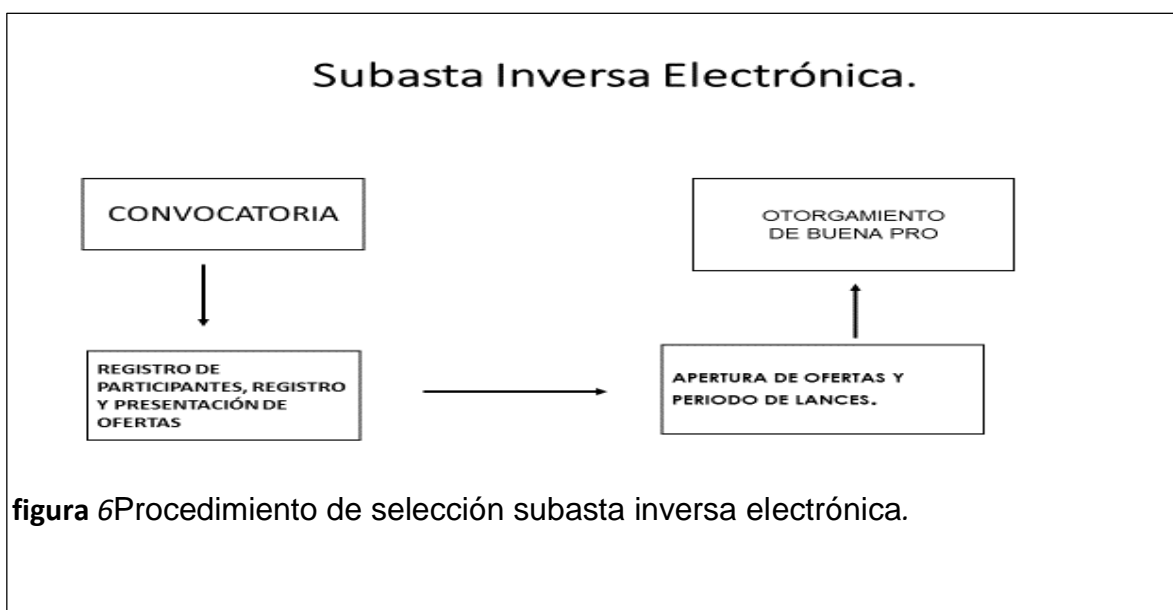 Subasta Inversa Electrónica.
CONVOCATORIA
REGISTRO DE
PARTICIPANTES, REGISTRO
Y PRESENTACIÓN DE
OFERTAS
APERTURA DE OFERTAS Y
PERIODO DE LANCES.
OTORGAMIENTO
DE BUENA PRO
figura 6Procedimiento de selección subasta inversa electrónica.